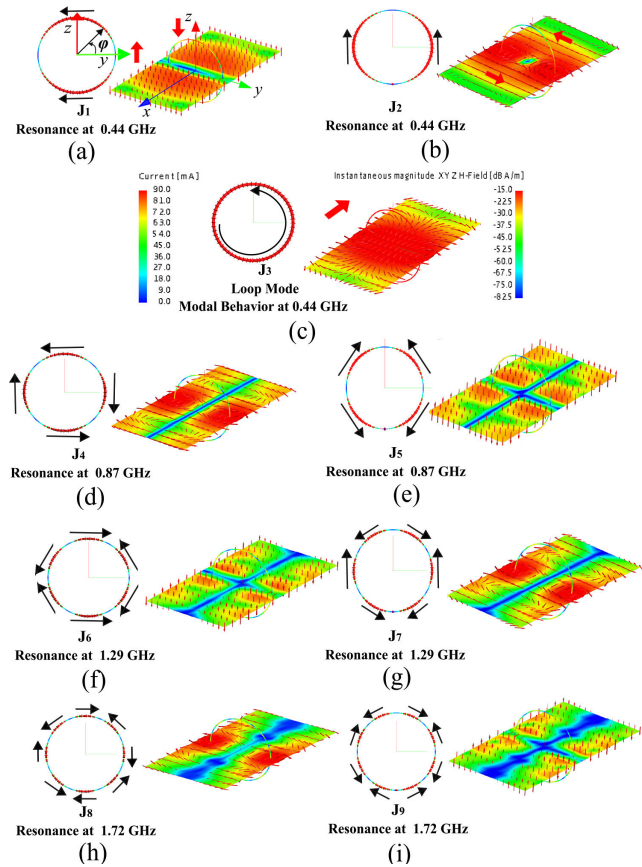 z
φ
y
z
y
x
J1
Resonance at 0.44 GHz
(a)
J2
Resonance at 0.44 GHz
(b)
Current [mA]
90.0
81.0
72.0
63.0
54.0
45.0
36.0
27.0
18.0
9.0
0.0
J3
Loop Mode
Modal Behavior at 0.44 GHz
(c)
Instantaneous magnitude XYZ H-Field [dBA/m]
-15.0
-22.5
-30.0
-37.5
-45.0
-52.5
-60.0
-67.5
-75.0
-82.5
J4
Resonance at 0.87 GHz
(d)
J5
Resonance at 0.87 GHz
(e)
J6
Resonance at 1.29 GHz
(f)
J7
Resonance at 1.29 GHz
(g)
J8
Resonance at 1.72 GHz
(h)
J9
Resonance at 1.72 GHz
(i)